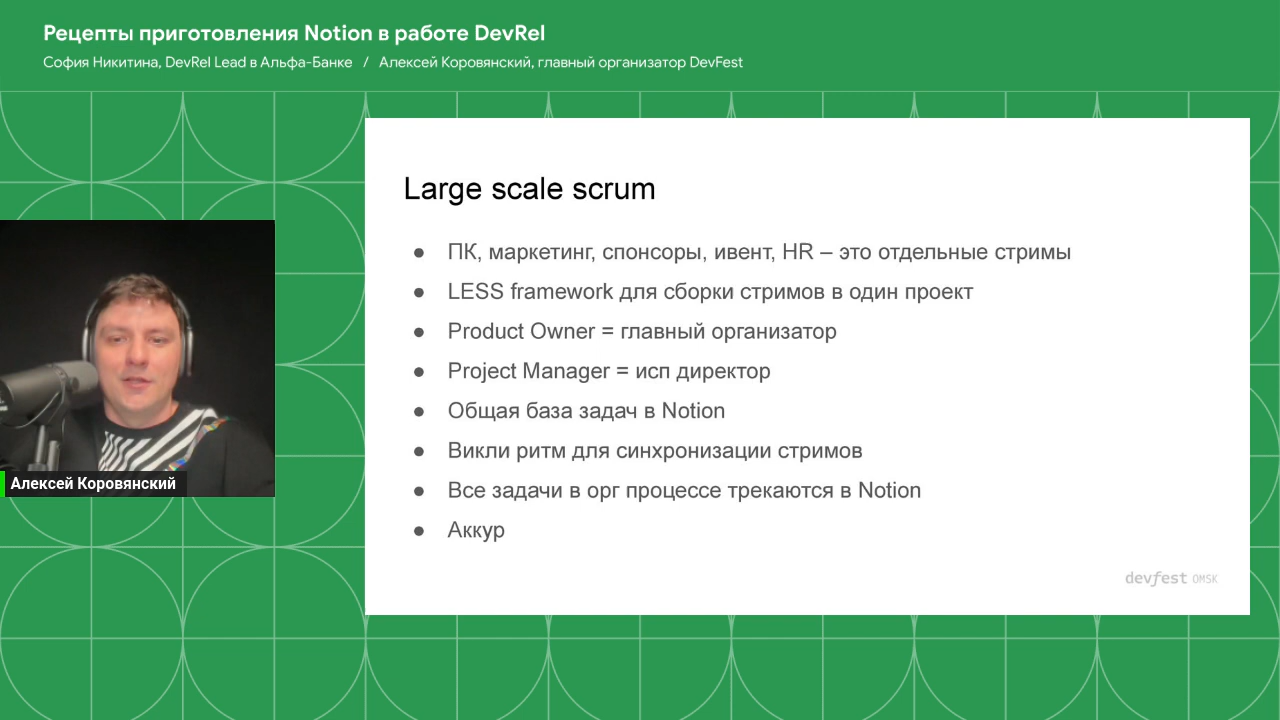 Рецепты приготовления Notion в работе DevRel
София Никитина, DevRel Lead в Альфа-Банке / Алексей Коровянский, главный организатор DevFest
Large scale scrum
● ПК, маркетинг, спонсоры, ивент, HR – это отдельные стримы
● LESS framework для сборки стримов в один проект
● Product Owner = главный организатор
● Project Manager = исп директор
● Общая база задач в Notion
● Викли ритм для синхронизации стримов
● Все задачи в орг процессе трекаются в Notion
● Аккур
devfest OMSK
Алексей Коровянский